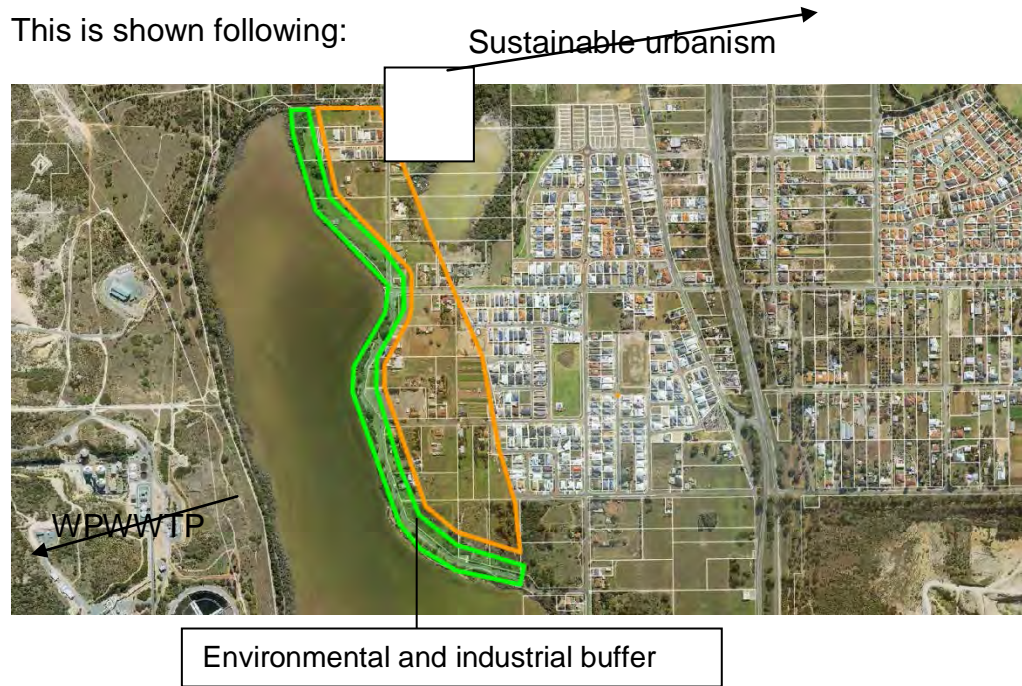 This is shown following:
Sustainable urbanism
WPWWTP
Environmental and industrial buffer